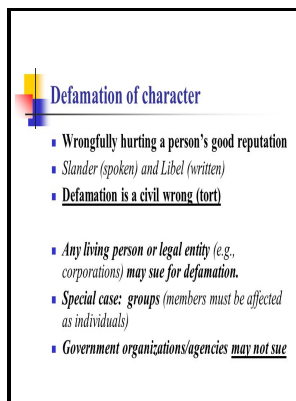 Defamation of character
Wrongfully hurting a person's good reputation
Slander (spoken) and Libel (written)
Defamation is a civil wrong (tort)
Any living person or legal entity (e.g.,
corporations) may sue for defamation.
Special case: groups (members must be affected
as individuals)
Government organizations/agencies may not sue